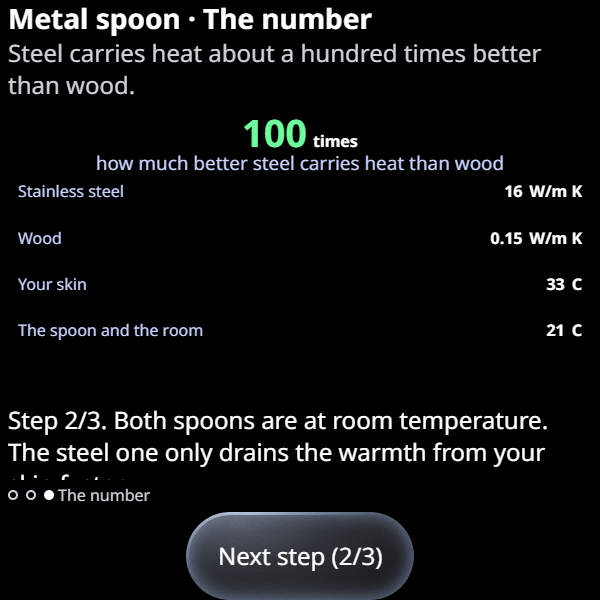 Metal spoon · The number
Steel carries heat about a hundred times better
than wood.
100 times
how much better steel carries heat than wood
Stainless steel 16 W/m K
Wood 0.15 W/m K
Your skin 33 C
The spoon and the room 21 C
Step 2/3. Both spoons are at room temperature.
The steel one only drains the warmth from your
The number
Next step (2/3)